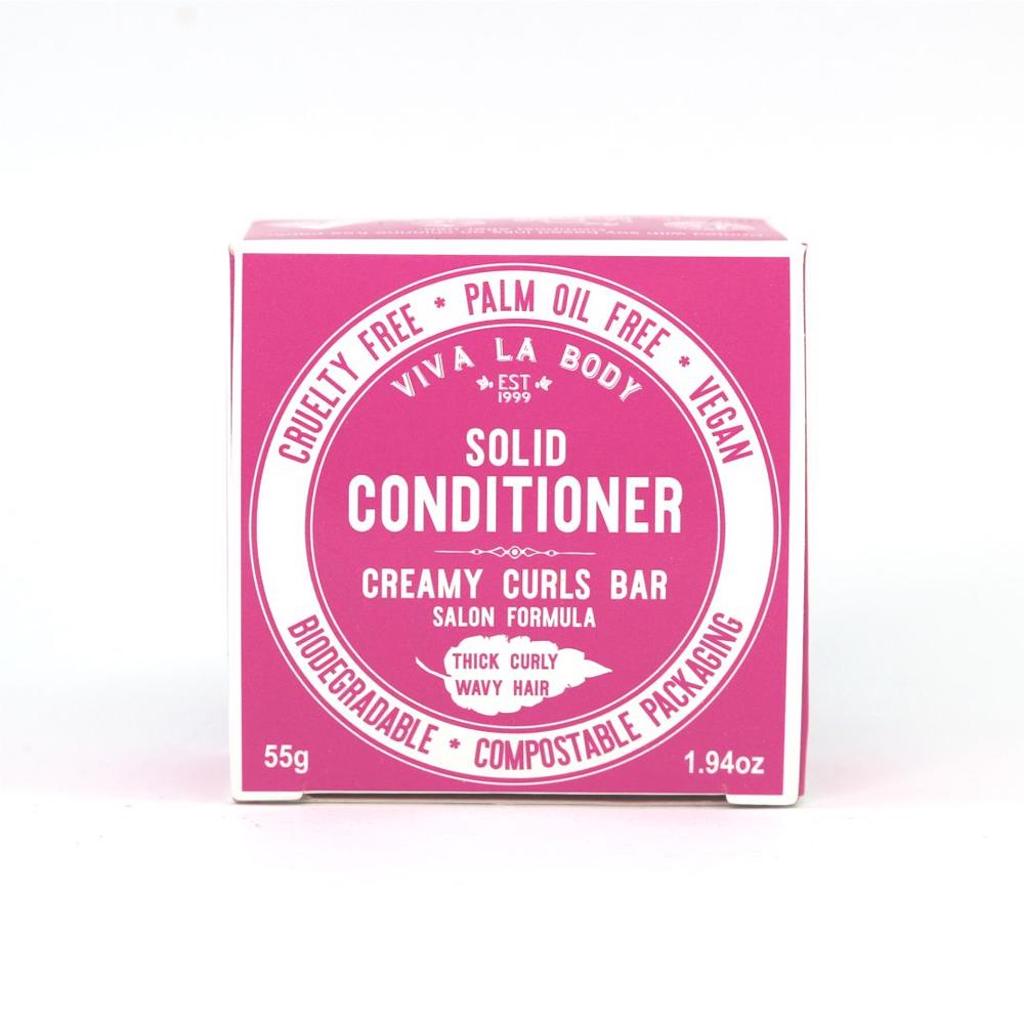 CRUELTY FREE * PALM OIL FREE * VEGAN
VIVA LA BODY
EST
1999
SOLID
CONDITIONER
CREAMY CURLS BAR
SALON FORMULA
THICK CURLY
WAVY HAIR
BIODEGRADABLE * COMPOSTABLE PACKAGING
55g
1.94oz